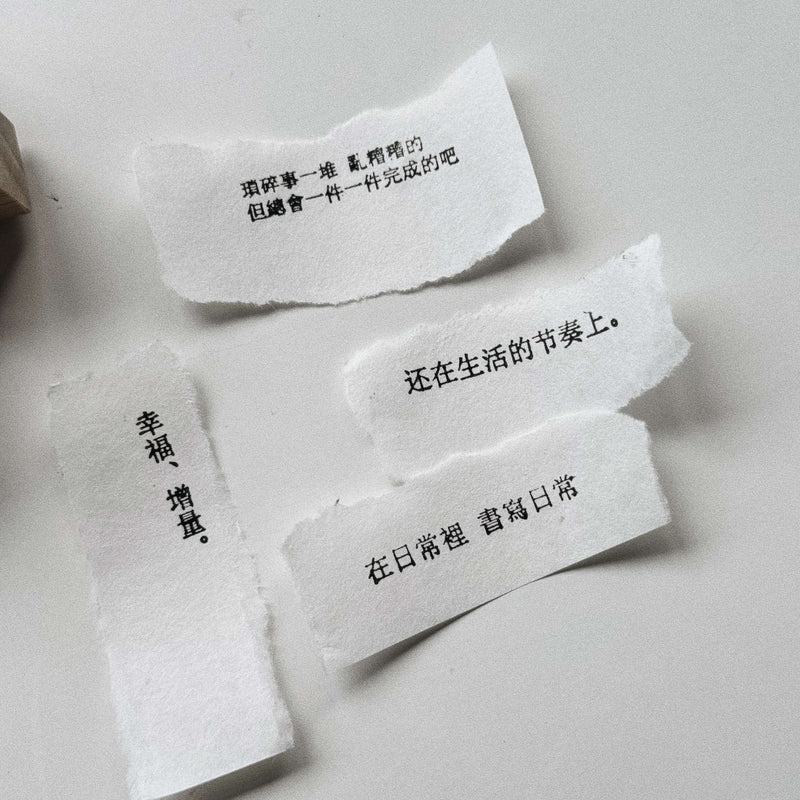 瑣碎事一堆 亂糟糟的
但總會一件一件完成的吧
还在生活的节奏上。
在日常裡 書寫日常
幸福、增量。